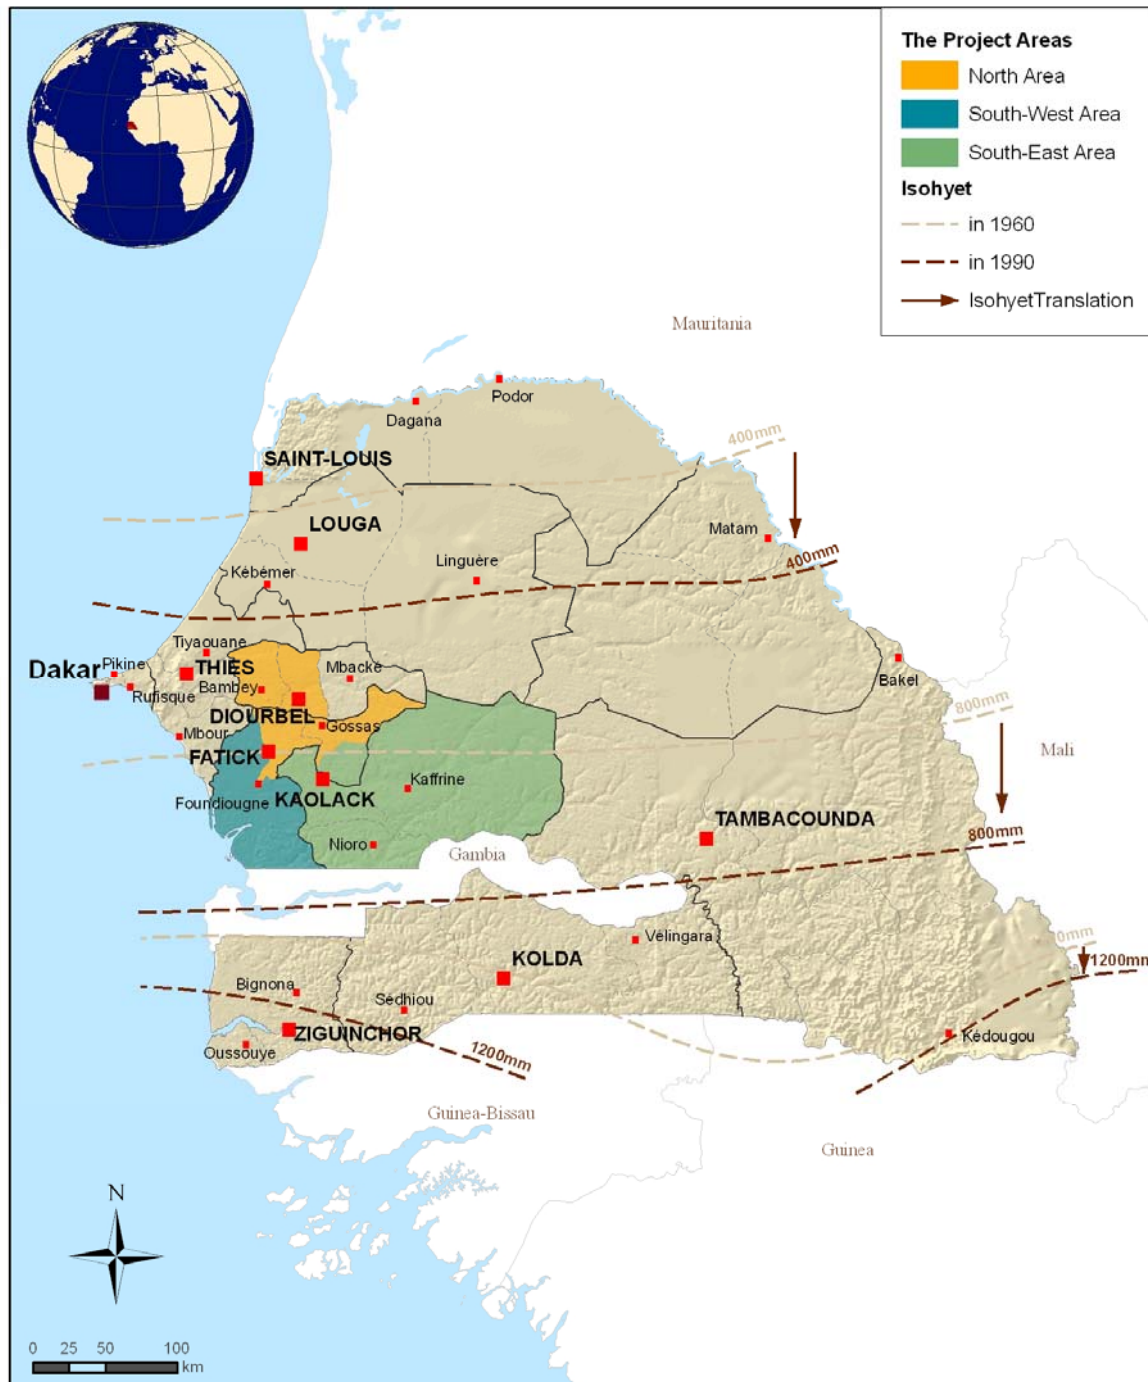 The Project Areas
North Area
South-West Area
South-East Area
Isohyet
in 1960
in 1990
IsohyetTranslation
Mauritania
Podor
Dagana
400mm
SAINT-LOUIS
LOUGA
Matam
Linguère
400mm
Kébémer
Tiyaouane
Dakar
Pikine
THIES
Mbacké
Bakel
Rufisque
Bambey
DIOURBEL
Gossas
800mm
Mbour
FATICK
Mali
Foundiougne
KAOLACK
Kaffrine
TAMBACOUNDA
800mm
Nioro
Gambia
Vélingara
KOLDA
1200mm
Bignona
Sédhiou
ZIGUINCHOR
Kédougou
Oussouye
1200mm
Guinea-Bissau
Guinea
N
0 25 50 100
km